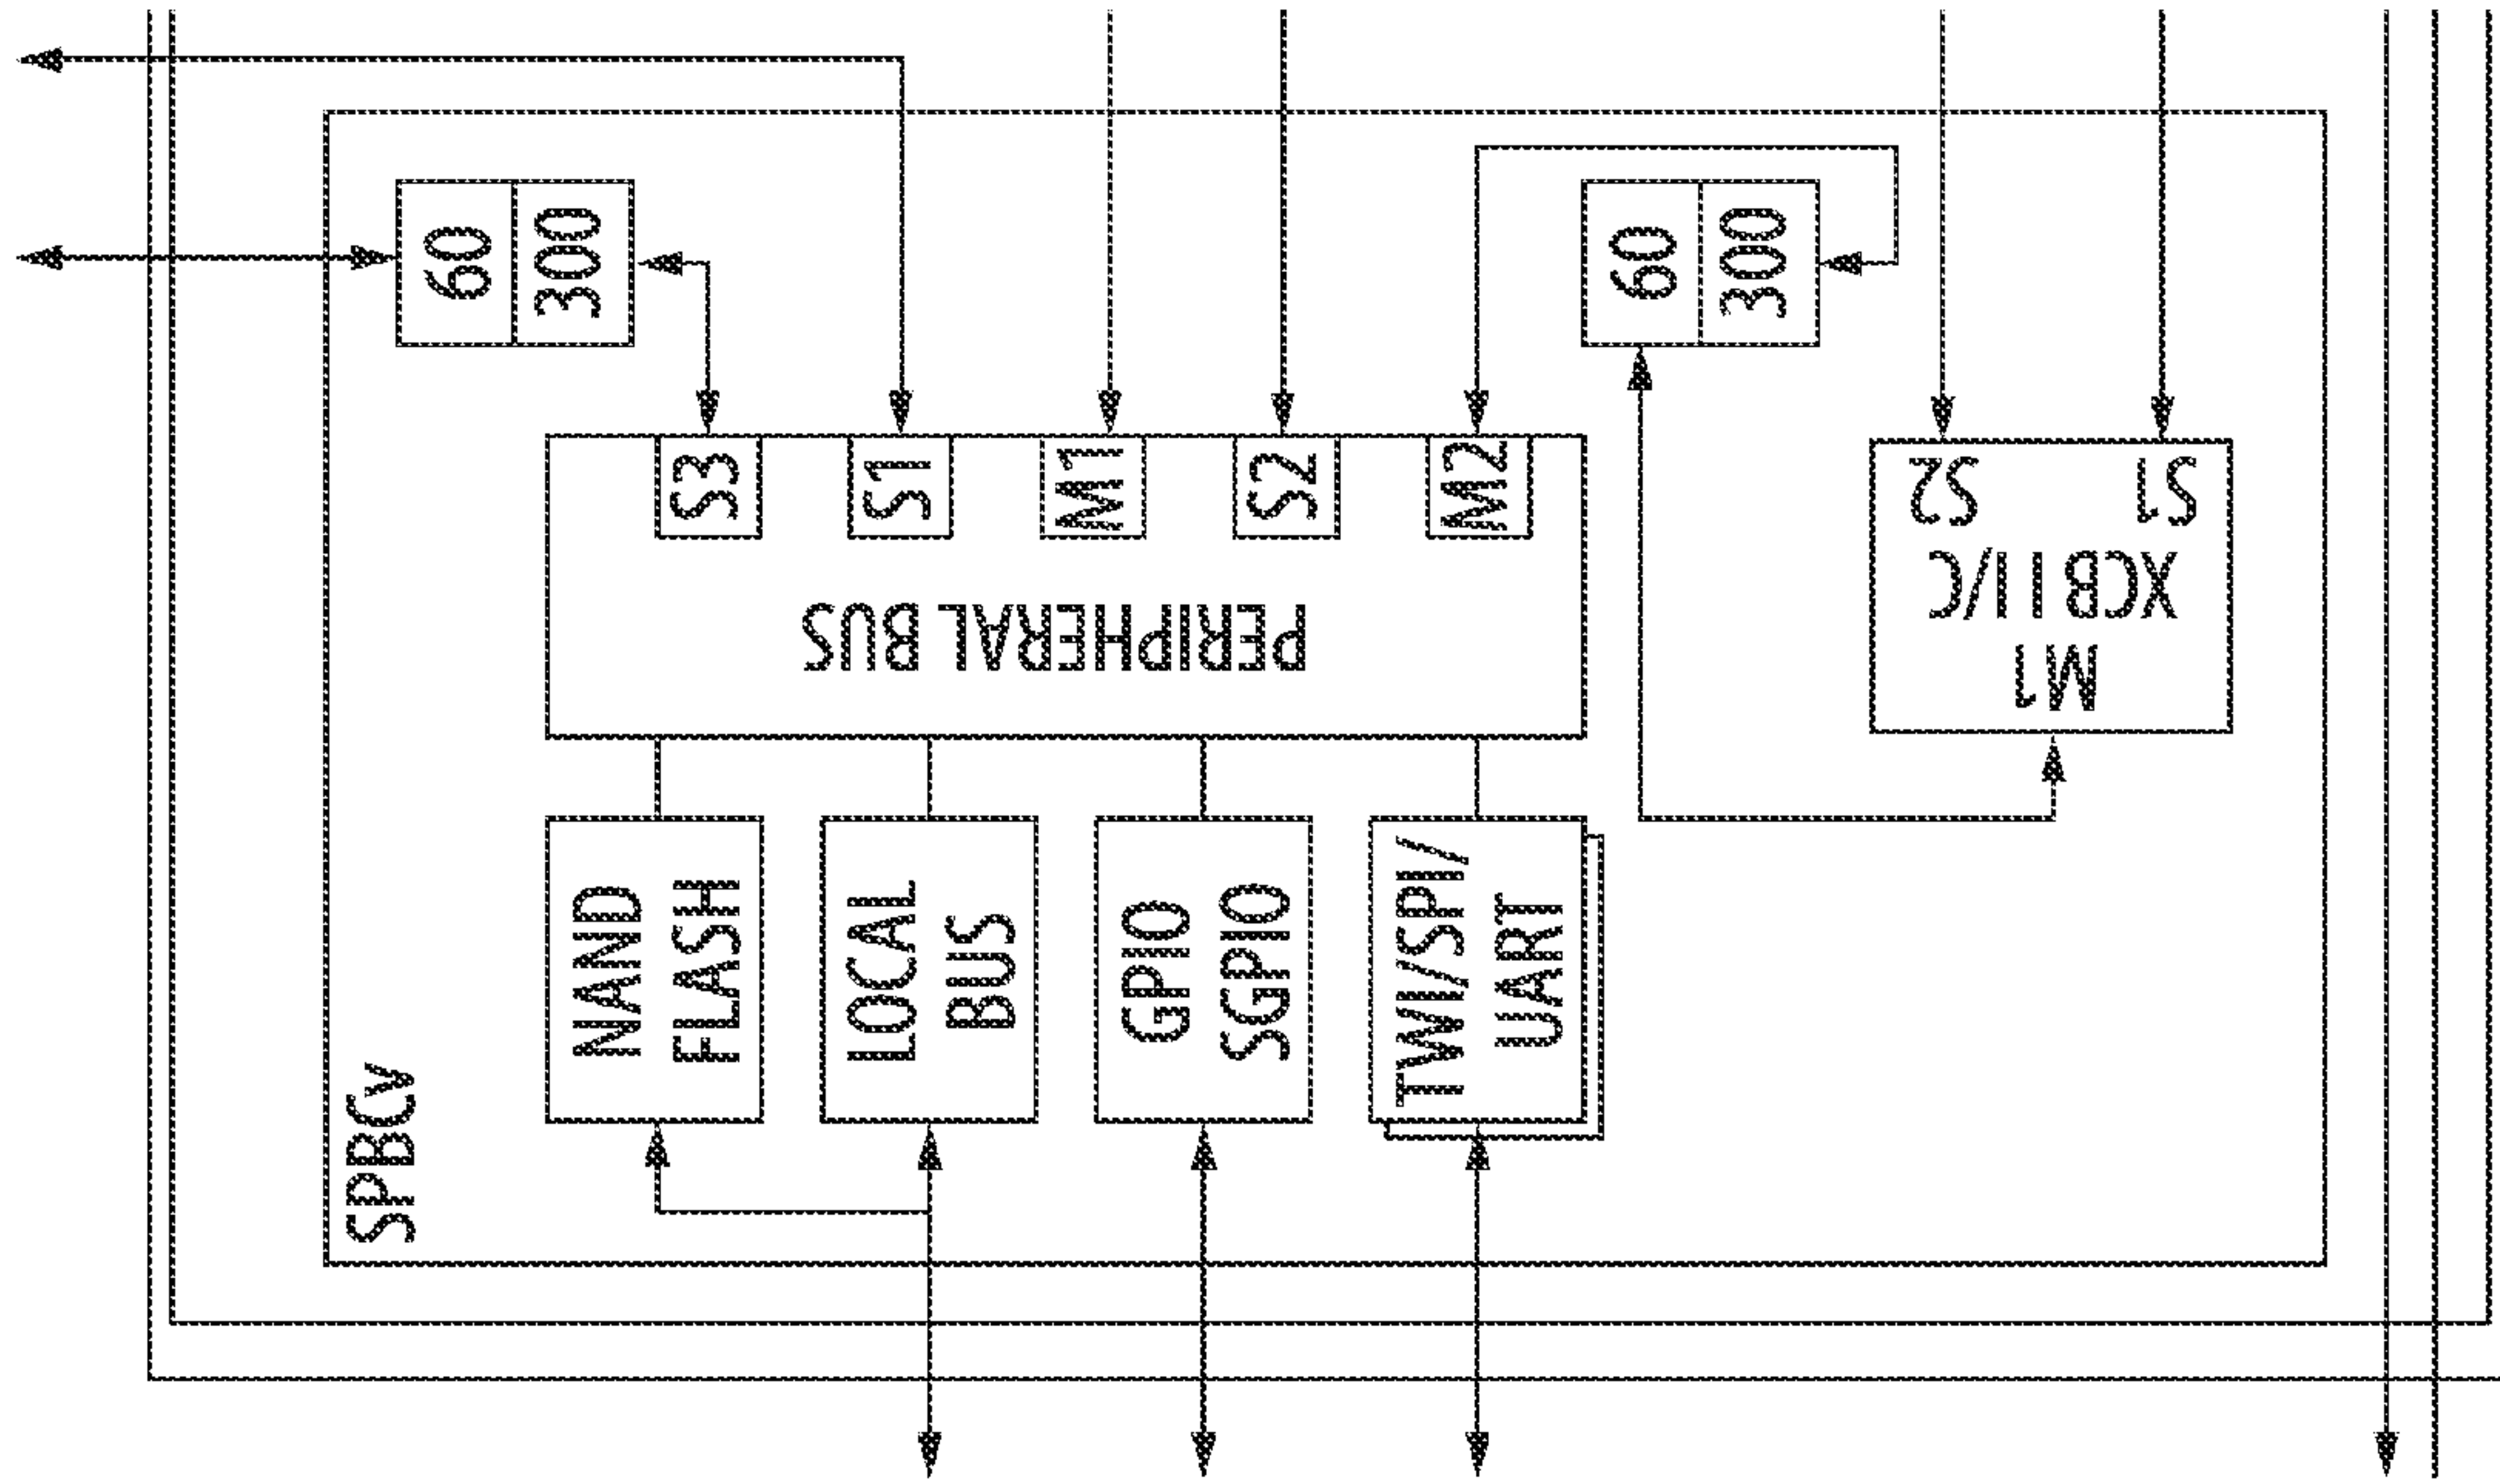 SPBCv
60
300
60
300
S3
S1
M1
S2
M2
PERIPHERAL BUS
S1
S2
XCB II/C
M1
NAND
FLASH
LOCAL
BUS
GPIO
SGPIO
TWI/SPI/
UART